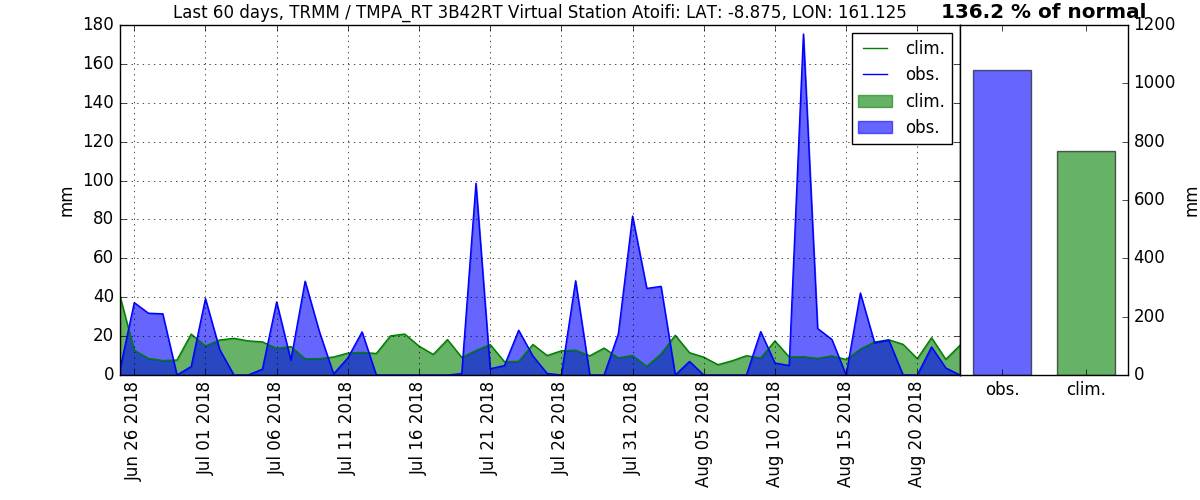 Last 60 days, TRMM / TMPA_RT 3B42RT Virtual Station Atoifi: LAT: -8.875, LON: 161.125
136.2 % of normal
180
160
140
120
100
80
60
40
20
0
mm
clim.
obs.
clim.
obs.
1200
1000
800
600
400
200
0
mm
Jun 26 2018
Jul 01 2018
Jul 06 2018
Jul 11 2018
Jul 16 2018
Jul 21 2018
Jul 26 2018
Jul 31 2018
Aug 05 2018
Aug 10 2018
Aug 15 2018
Aug 20 2018
obs.
clim.